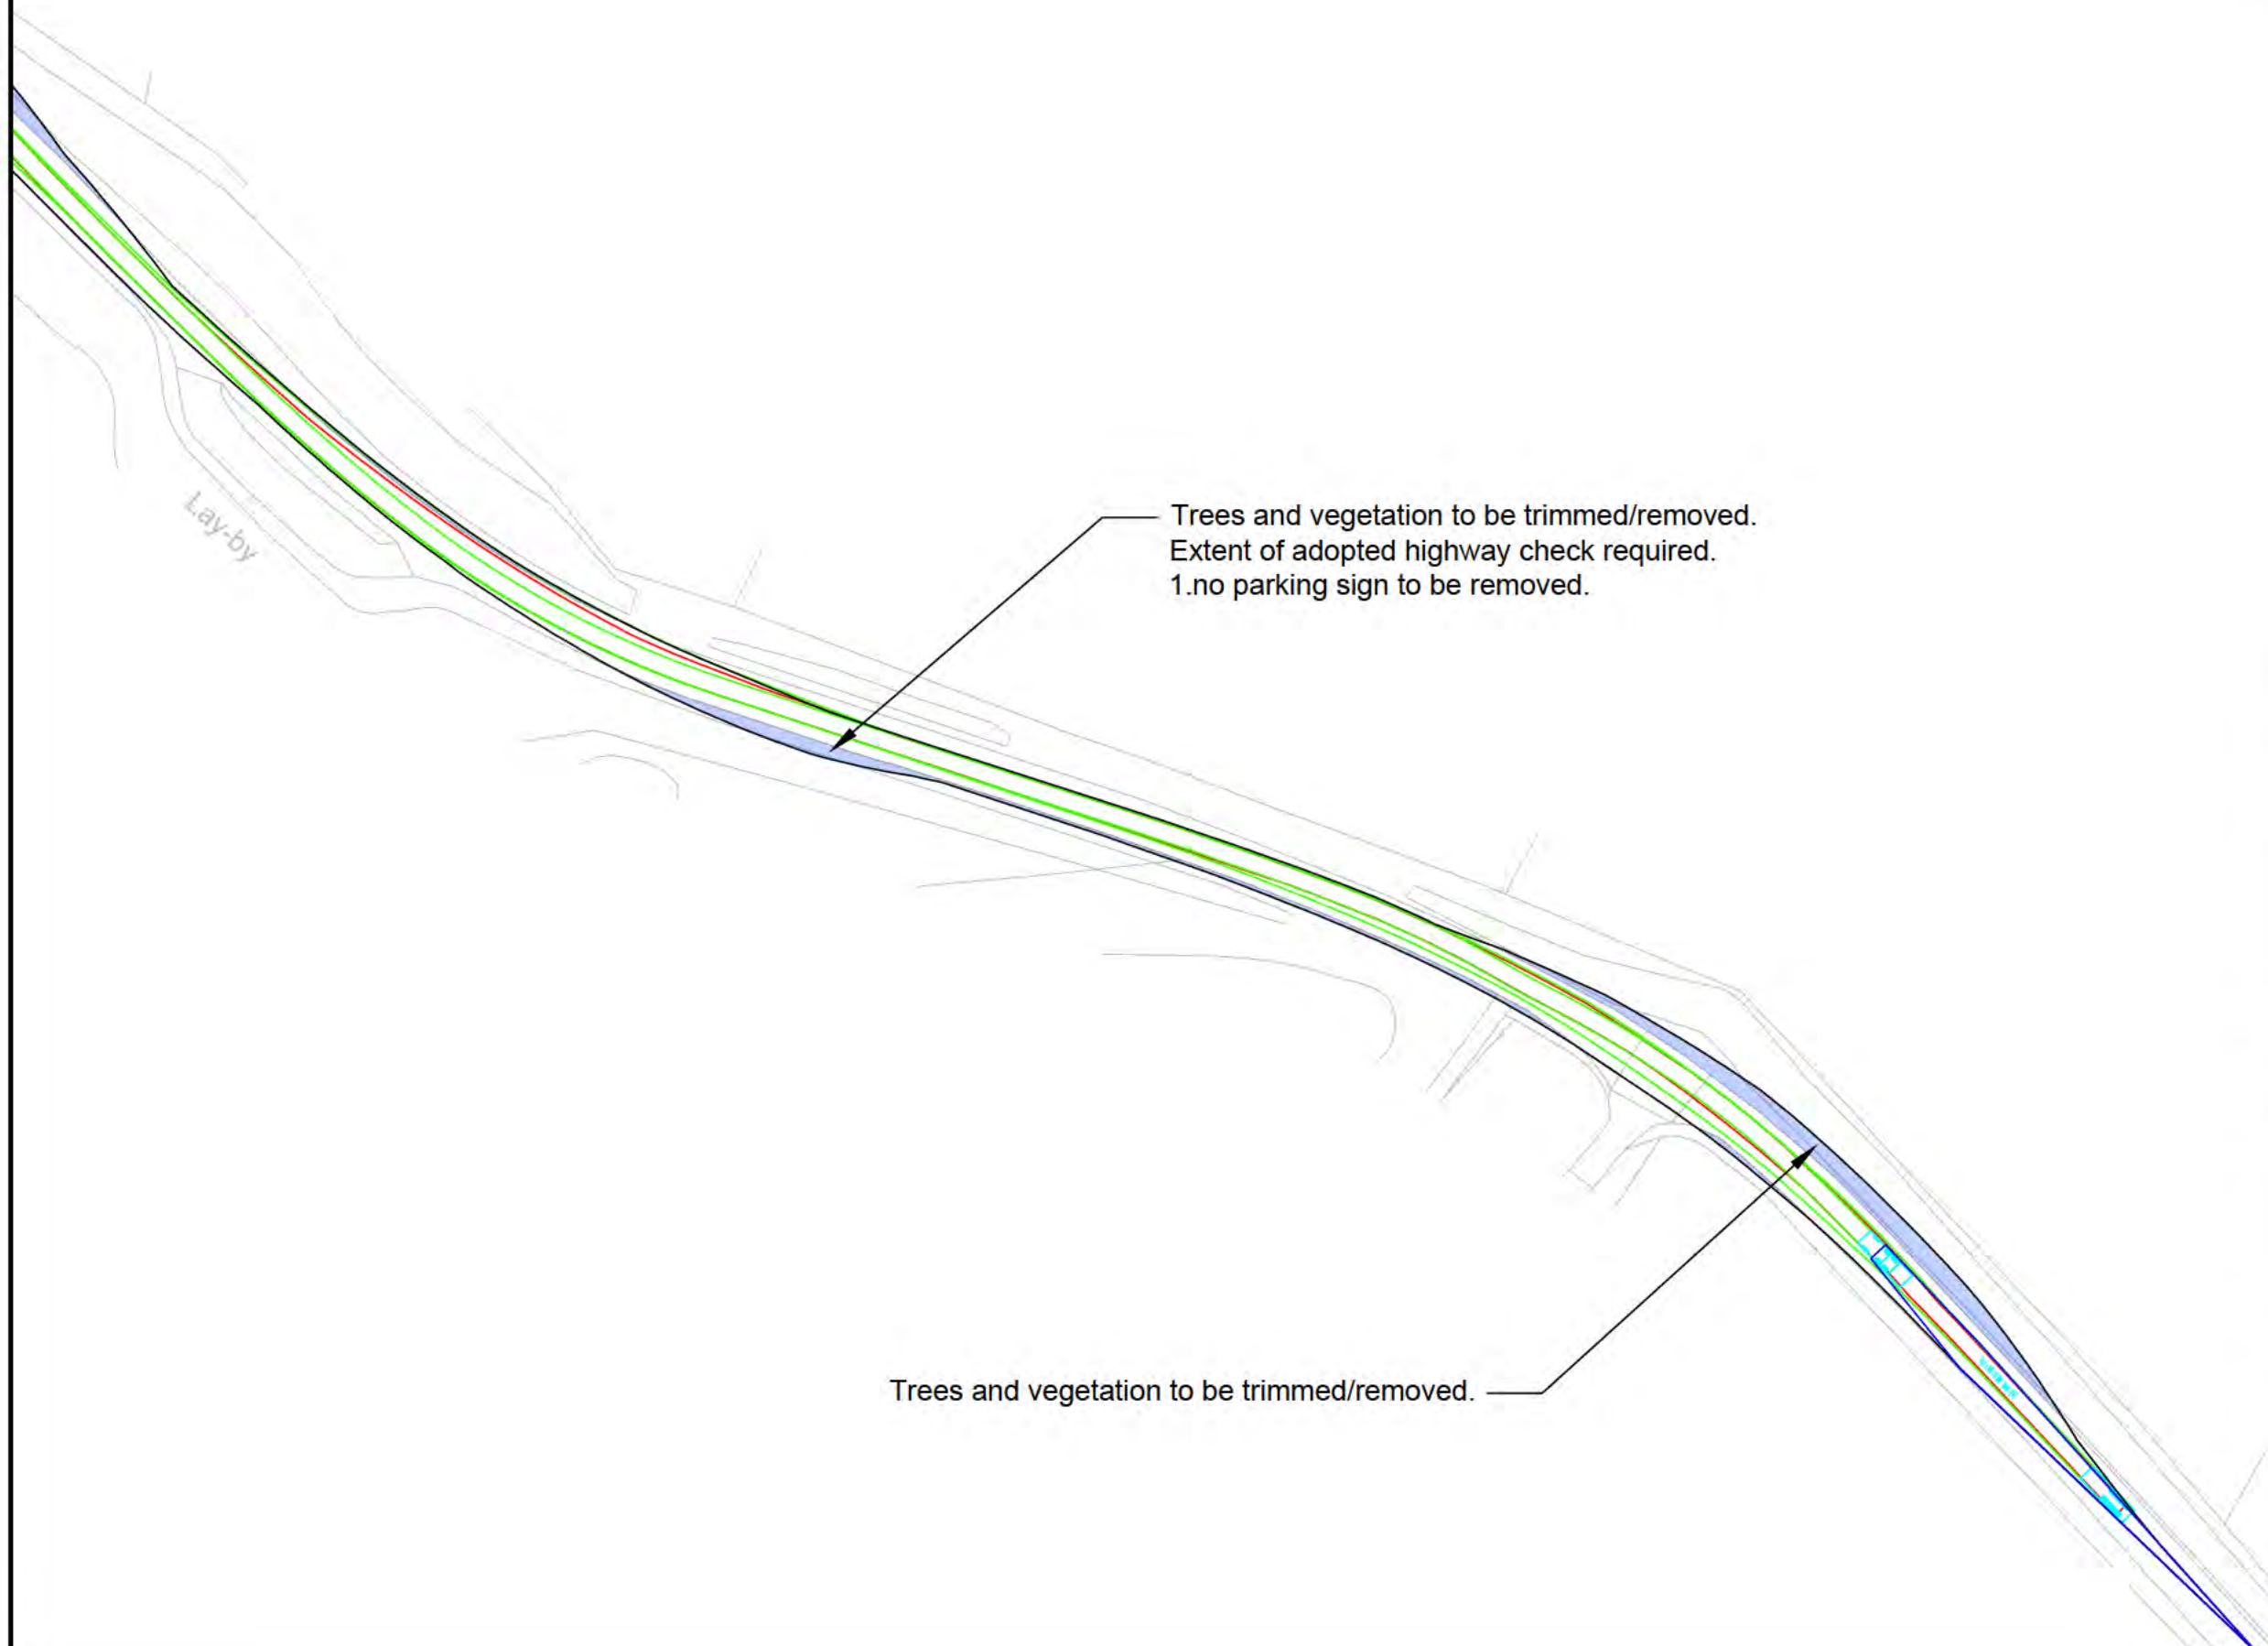 Lay-by
Trees and vegetation to be trimmed/removed.
Extent of adopted highway check required.
1.no parking sign to be removed.
Trees and vegetation to be trimmed/removed.